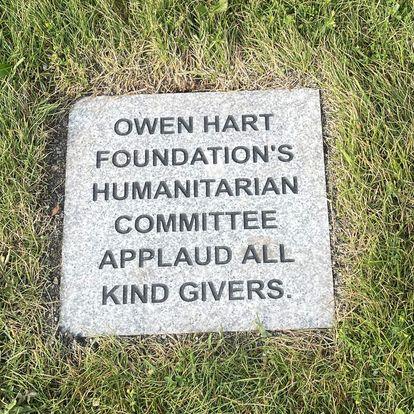 OWEN HART
FOUNDATION'S
HUMANITARIAN
COMMITTEE
APPLAUD ALL
KIND GIVERS.